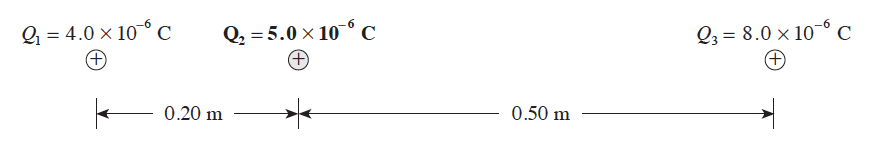 Q₁ = 4.0 × 10⁻⁶ C Q₂ = 5.0 × 10⁻⁶ C Q₃ = 8.0 × 10⁻⁶ C
+ + +
0.20 m 0.50 m